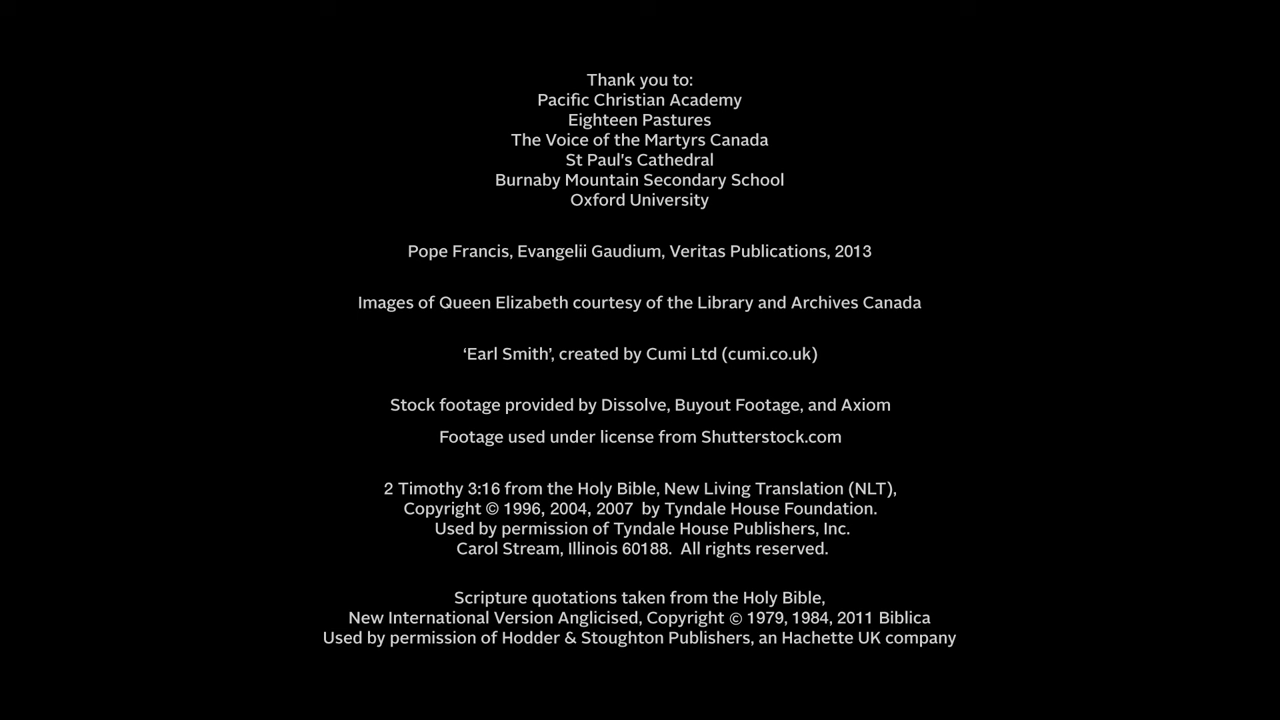 Thank you to:
Pacific Christian Academy
Eighteen Pastures
The Voice of the Martyrs Canada
St Paul's Cathedral
Burnaby Mountain Secondary School
Oxford University
Pope Francis, Evangelii Gaudium, Veritas Publications, 2013
Images of Queen Elizabeth courtesy of the Library and Archives Canada
‘Earl Smith’, created by Cumi Ltd (cumi.co.uk)
Stock footage provided by Dissolve, Buyout Footage, and Axiom
Footage used under license from Shutterstock.com
2 Timothy 3:16 from the Holy Bible, New Living Translation (NLT),
Copyright © 1996, 2004, 2007  by Tyndale House Foundation.
Used by permission of Tyndale House Publishers, Inc.
Carol Stream, Illinois 60188.  All rights reserved.
Scripture quotations taken from the Holy Bible,
New International Version Anglicised, Copyright © 1979, 1984, 2011 Biblica
Used by permission of Hodder & Stoughton Publishers, an Hachette UK company